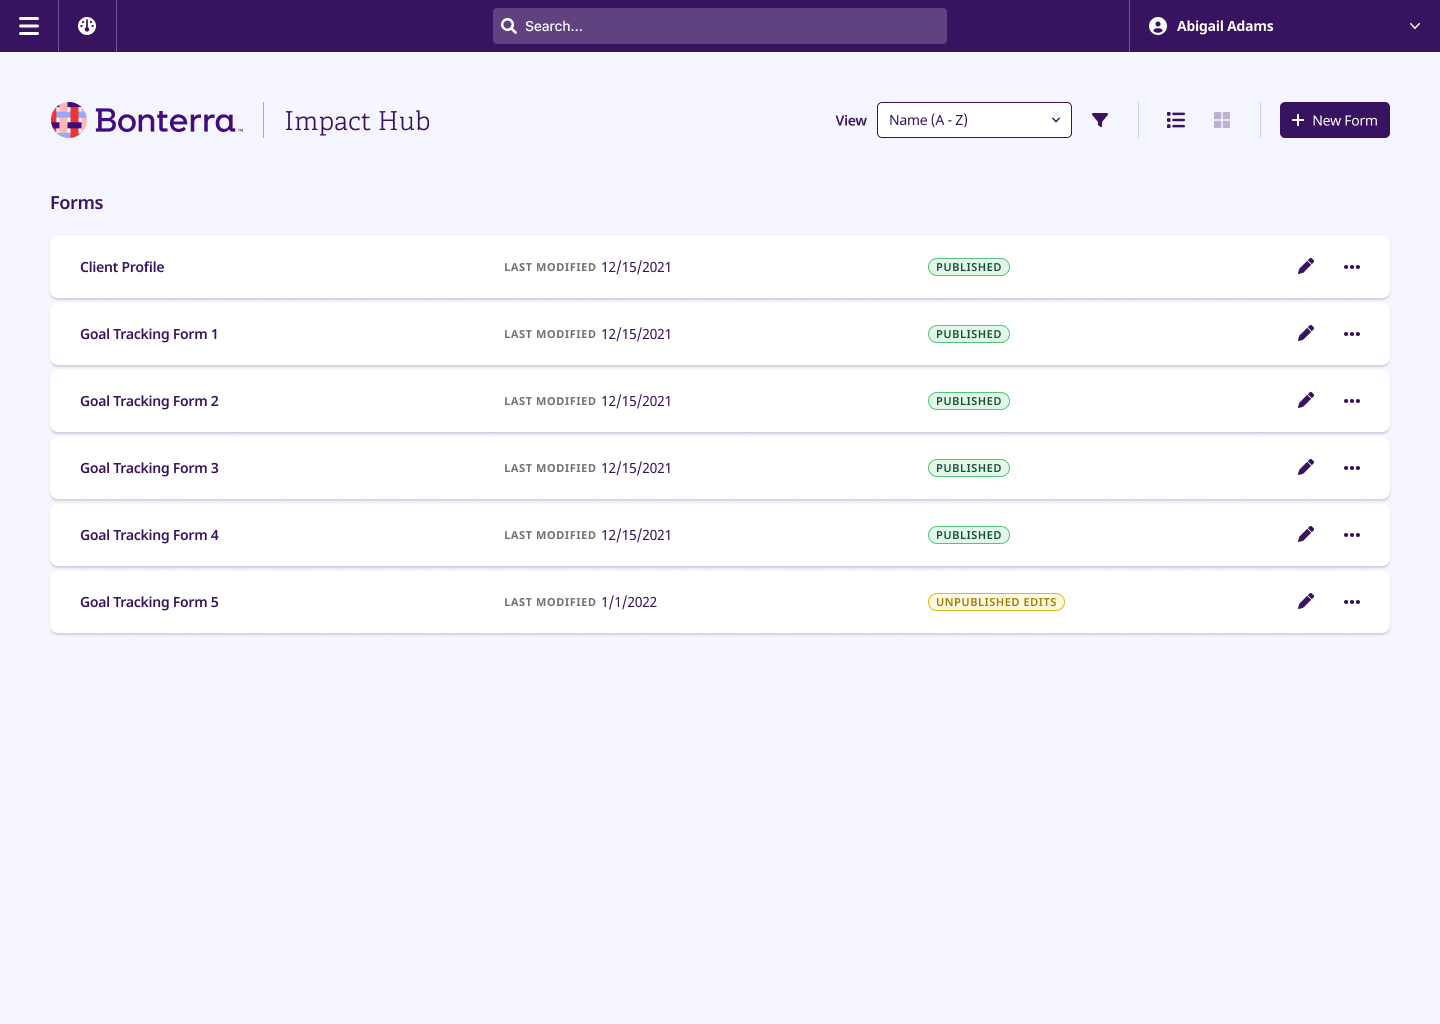 Search...
Abigail Adams
Bonterra™
Impact Hub
View
Name (A - Z)
New Form
Forms
Client Profile LAST MODIFIED 12/15/2021 PUBLISHED
Goal Tracking Form 1 LAST MODIFIED 12/15/2021 PUBLISHED
Goal Tracking Form 2 LAST MODIFIED 12/15/2021 PUBLISHED
Goal Tracking Form 3 LAST MODIFIED 12/15/2021 PUBLISHED
Goal Tracking Form 4 LAST MODIFIED 12/15/2021 PUBLISHED
Goal Tracking Form 5 LAST MODIFIED 1/1/2022 UNPUBLISHED EDITS